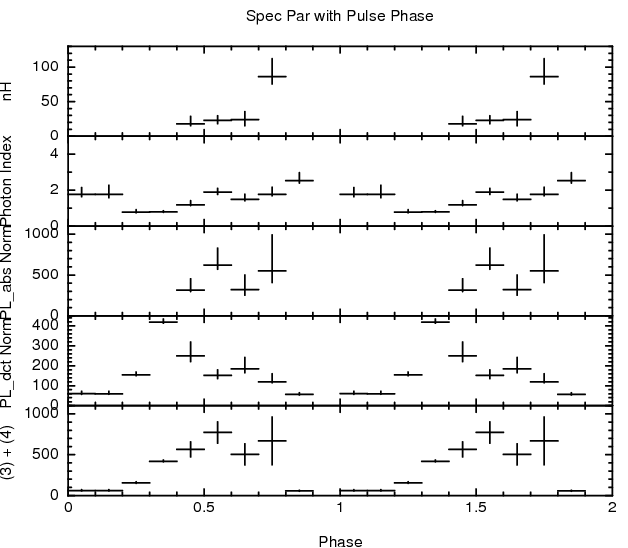 Spec Par with Pulse Phase
nH
100
50
0
Photon Index
4
2
0
PL_abs Norm
1000
500
0
PL_dct Norm
400
300
200
100
0
(3) + (4)
1000
500
0
0 0.5 1 1.5 2
Phase